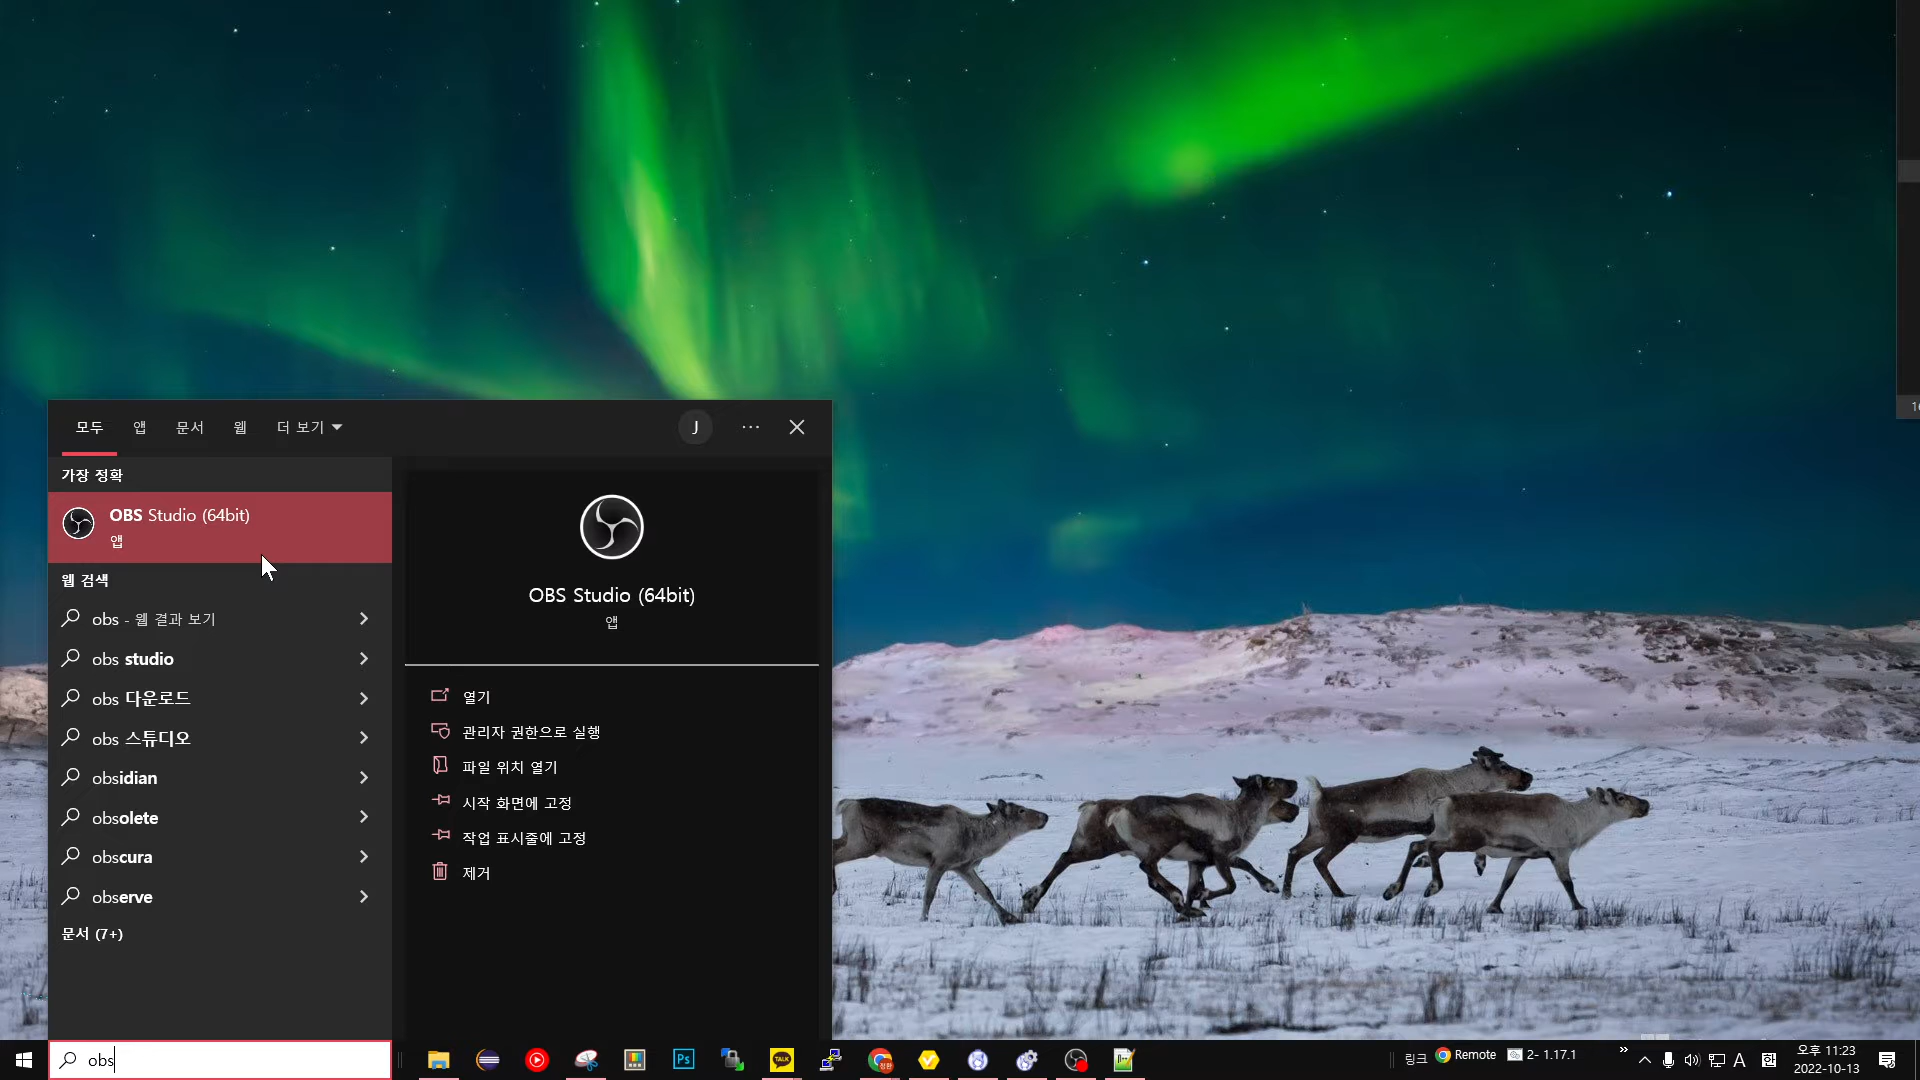 모두 앱 문서 웹 더 보기 J ···
가장 정확
OBS Studio (64bit)
앱
웹 검색
obs - 웹 결과 보기
obs studio
obs 다운로드
obs 스튜디오
obsidian
obsolete
obscura
observe
문서 (7+)
OBS Studio (64bit)
앱
열기
관리자 권한으로 실행
파일 위치 열기
시작 화면에 고정
작업 표시줄에 고정
제거
obs
Ps
TALK
링크 Remote 2- 1.17.1 »
A
오후 11:23
2022-10-13